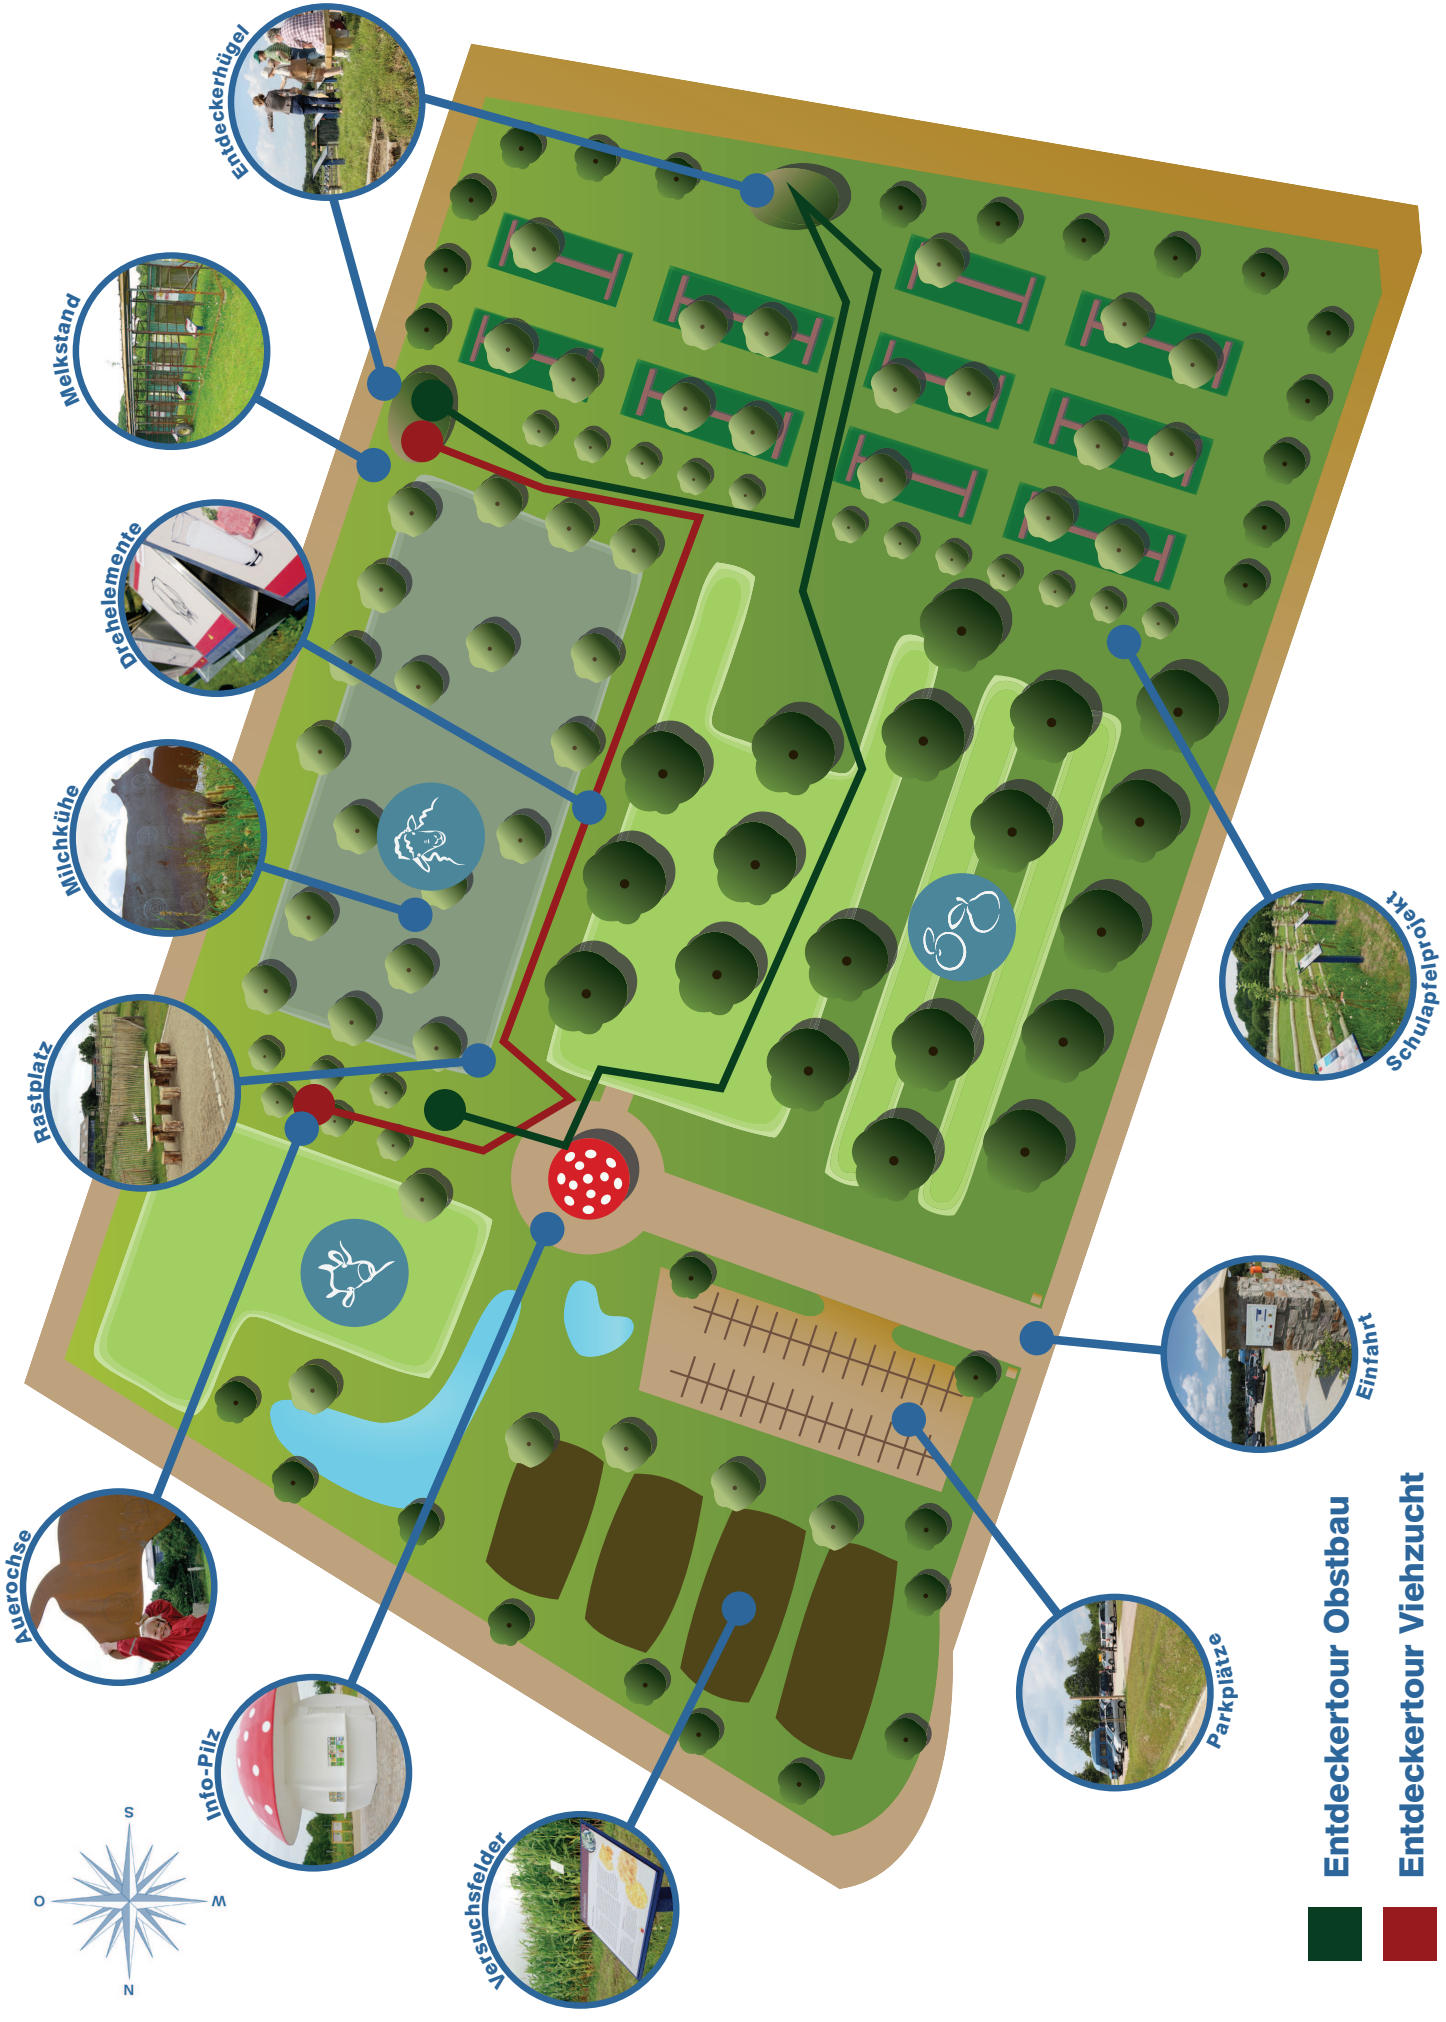 Entdeckerhügel
Melkstand
Drehelemente
Milchkühe
Rastplatz
Auerochse
Info-Pilz
Versuchsfelder
Parkplätze
Einfahrt
Schulapfelprojekt
Entdeckertour Obstbau
Entdeckertour Viehzucht
N
O
S
W